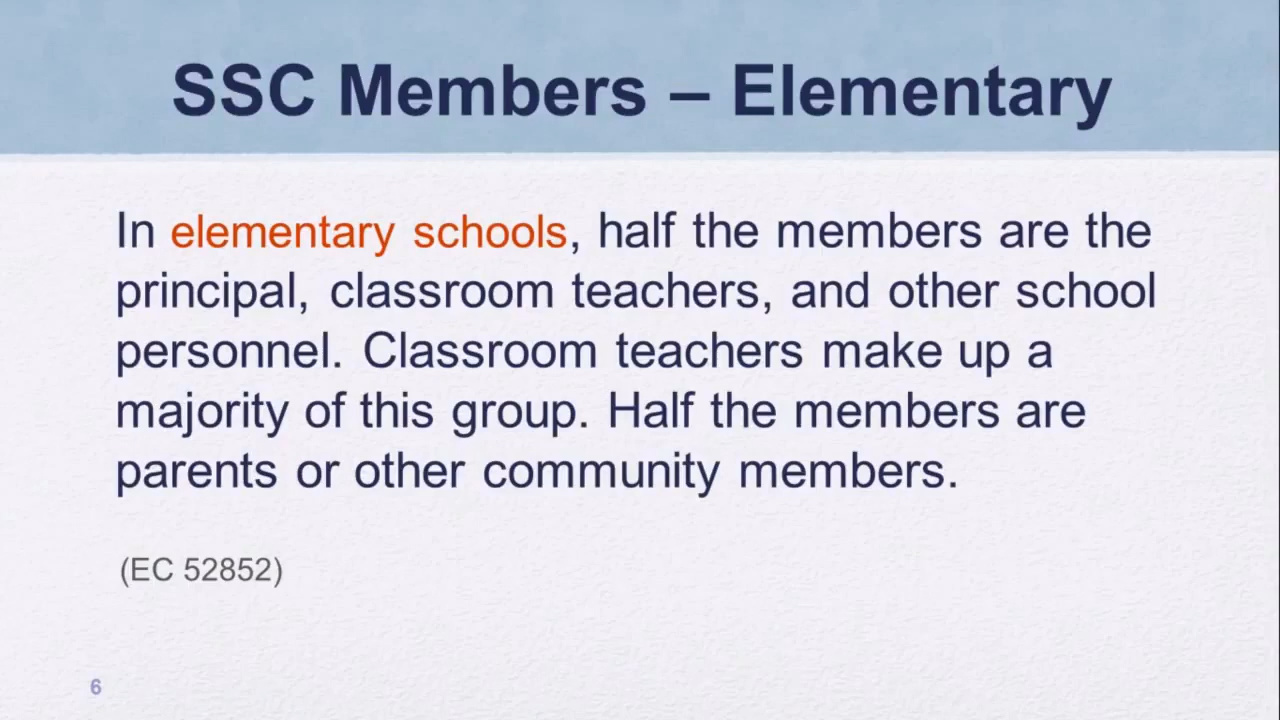 SSC Members – Elementary
In elementary schools, half the members are the
principal, classroom teachers, and other school
personnel. Classroom teachers make up a
majority of this group. Half the members are
parents or other community members.
(EC 52852)
6